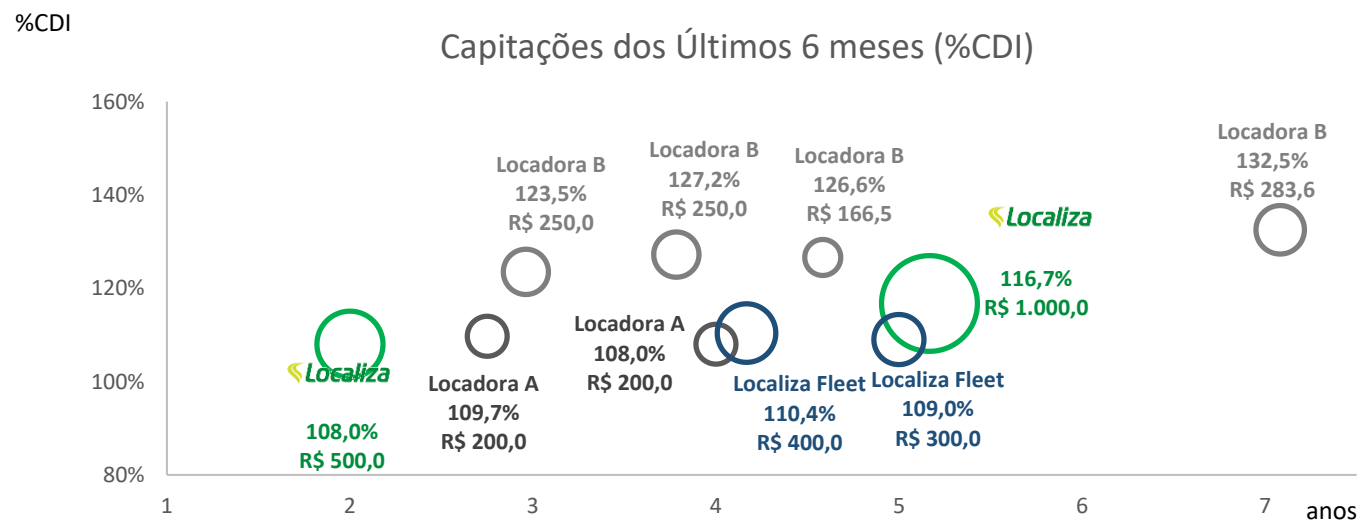 %CDI
Capitações dos Últimos 6 meses (%CDI)
160%
140%
120%
100%
80%
Locadora B
123,5%
R$ 250,0
Locadora B
127,2%
R$ 250,0
Locadora B
126,6%
R$ 166,5
Locadora B
132,5%
R$ 283,6
Localiza
116,7%
R$ 1.000,0
Localiza
108,0%
R$ 500,0
Locadora A
109,7%
R$ 200,0
Locadora A
108,0%
R$ 200,0
Localiza Fleet
110,4%
R$ 400,0
Localiza Fleet
109,0%
R$ 300,0
1 2 3 4 5 6 7 anos